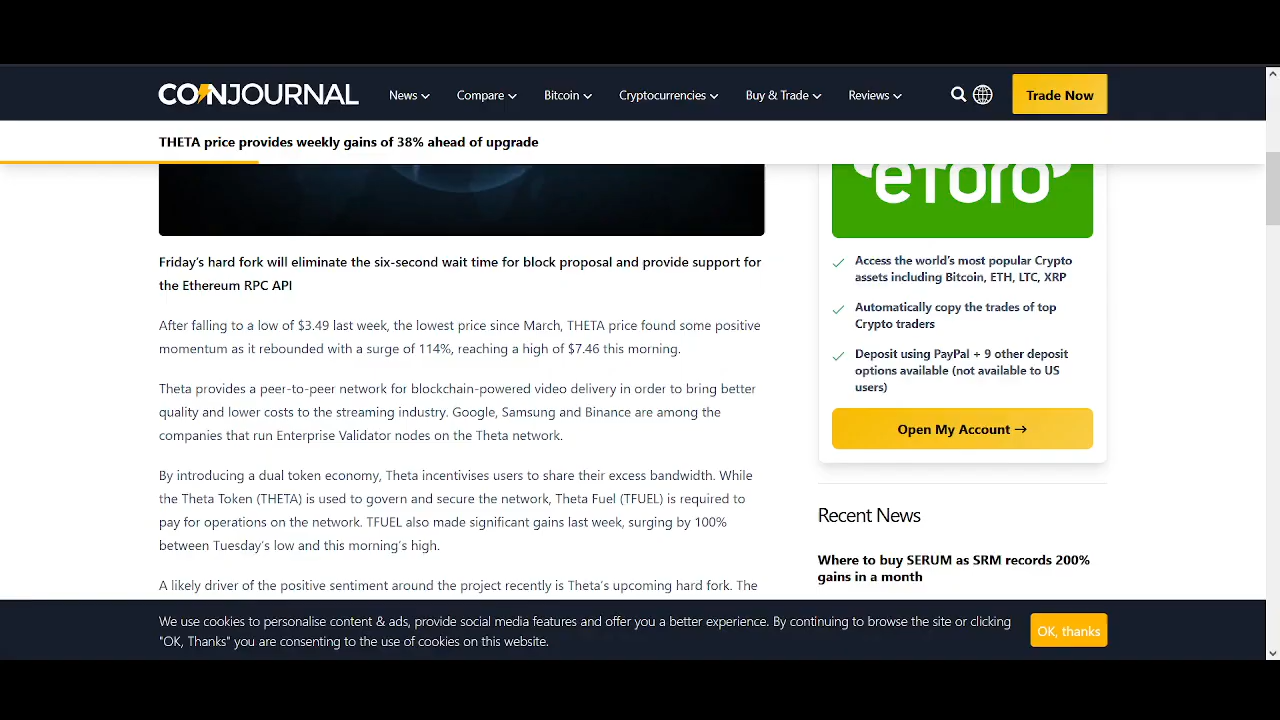 COINJOURNAL
News
Compare
Bitcoin
Cryptocurrencies
Buy & Trade
Reviews
Trade Now
THETA price provides weekly gains of 38% ahead of upgrade
Friday’s hard fork will eliminate the six-second wait time for block proposal and provide support for
the Ethereum RPC API
After falling to a low of $3.49 last week, the lowest price since March, THETA price found some positive
momentum as it rebounded with a surge of 114%, reaching a high of $7.46 this morning.
Theta provides a peer-to-peer network for blockchain-powered video delivery in order to bring better
quality and lower costs to the streaming industry. Google, Samsung and Binance are among the
companies that run Enterprise Validator nodes on the Theta network.
By introducing a dual token economy, Theta incentivises users to share their excess bandwidth. While
the Theta Token (THETA) is used to govern and secure the network, Theta Fuel (TFUEL) is required to
pay for operations on the network. TFUEL also made significant gains last week, surging by 100%
between Tuesday’s low and this morning’s high.
A likely driver of the positive sentiment around the project recently is Theta’s upcoming hard fork. The
eToro
Access the world’s most popular Crypto
assets including Bitcoin, ETH, LTC, XRP
Automatically copy the trades of top
Crypto traders
Deposit using PayPal + 9 other deposit
options available (not available to US
users)
Open My Account →
Recent News
Where to buy SERUM as SRM records 200%
gains in a month
We use cookies to personalise content & ads, provide social media features and offer you a better experience. By continuing to browse the site or clicking
"OK, Thanks" you are consenting to the use of cookies on this website.
OK, thanks